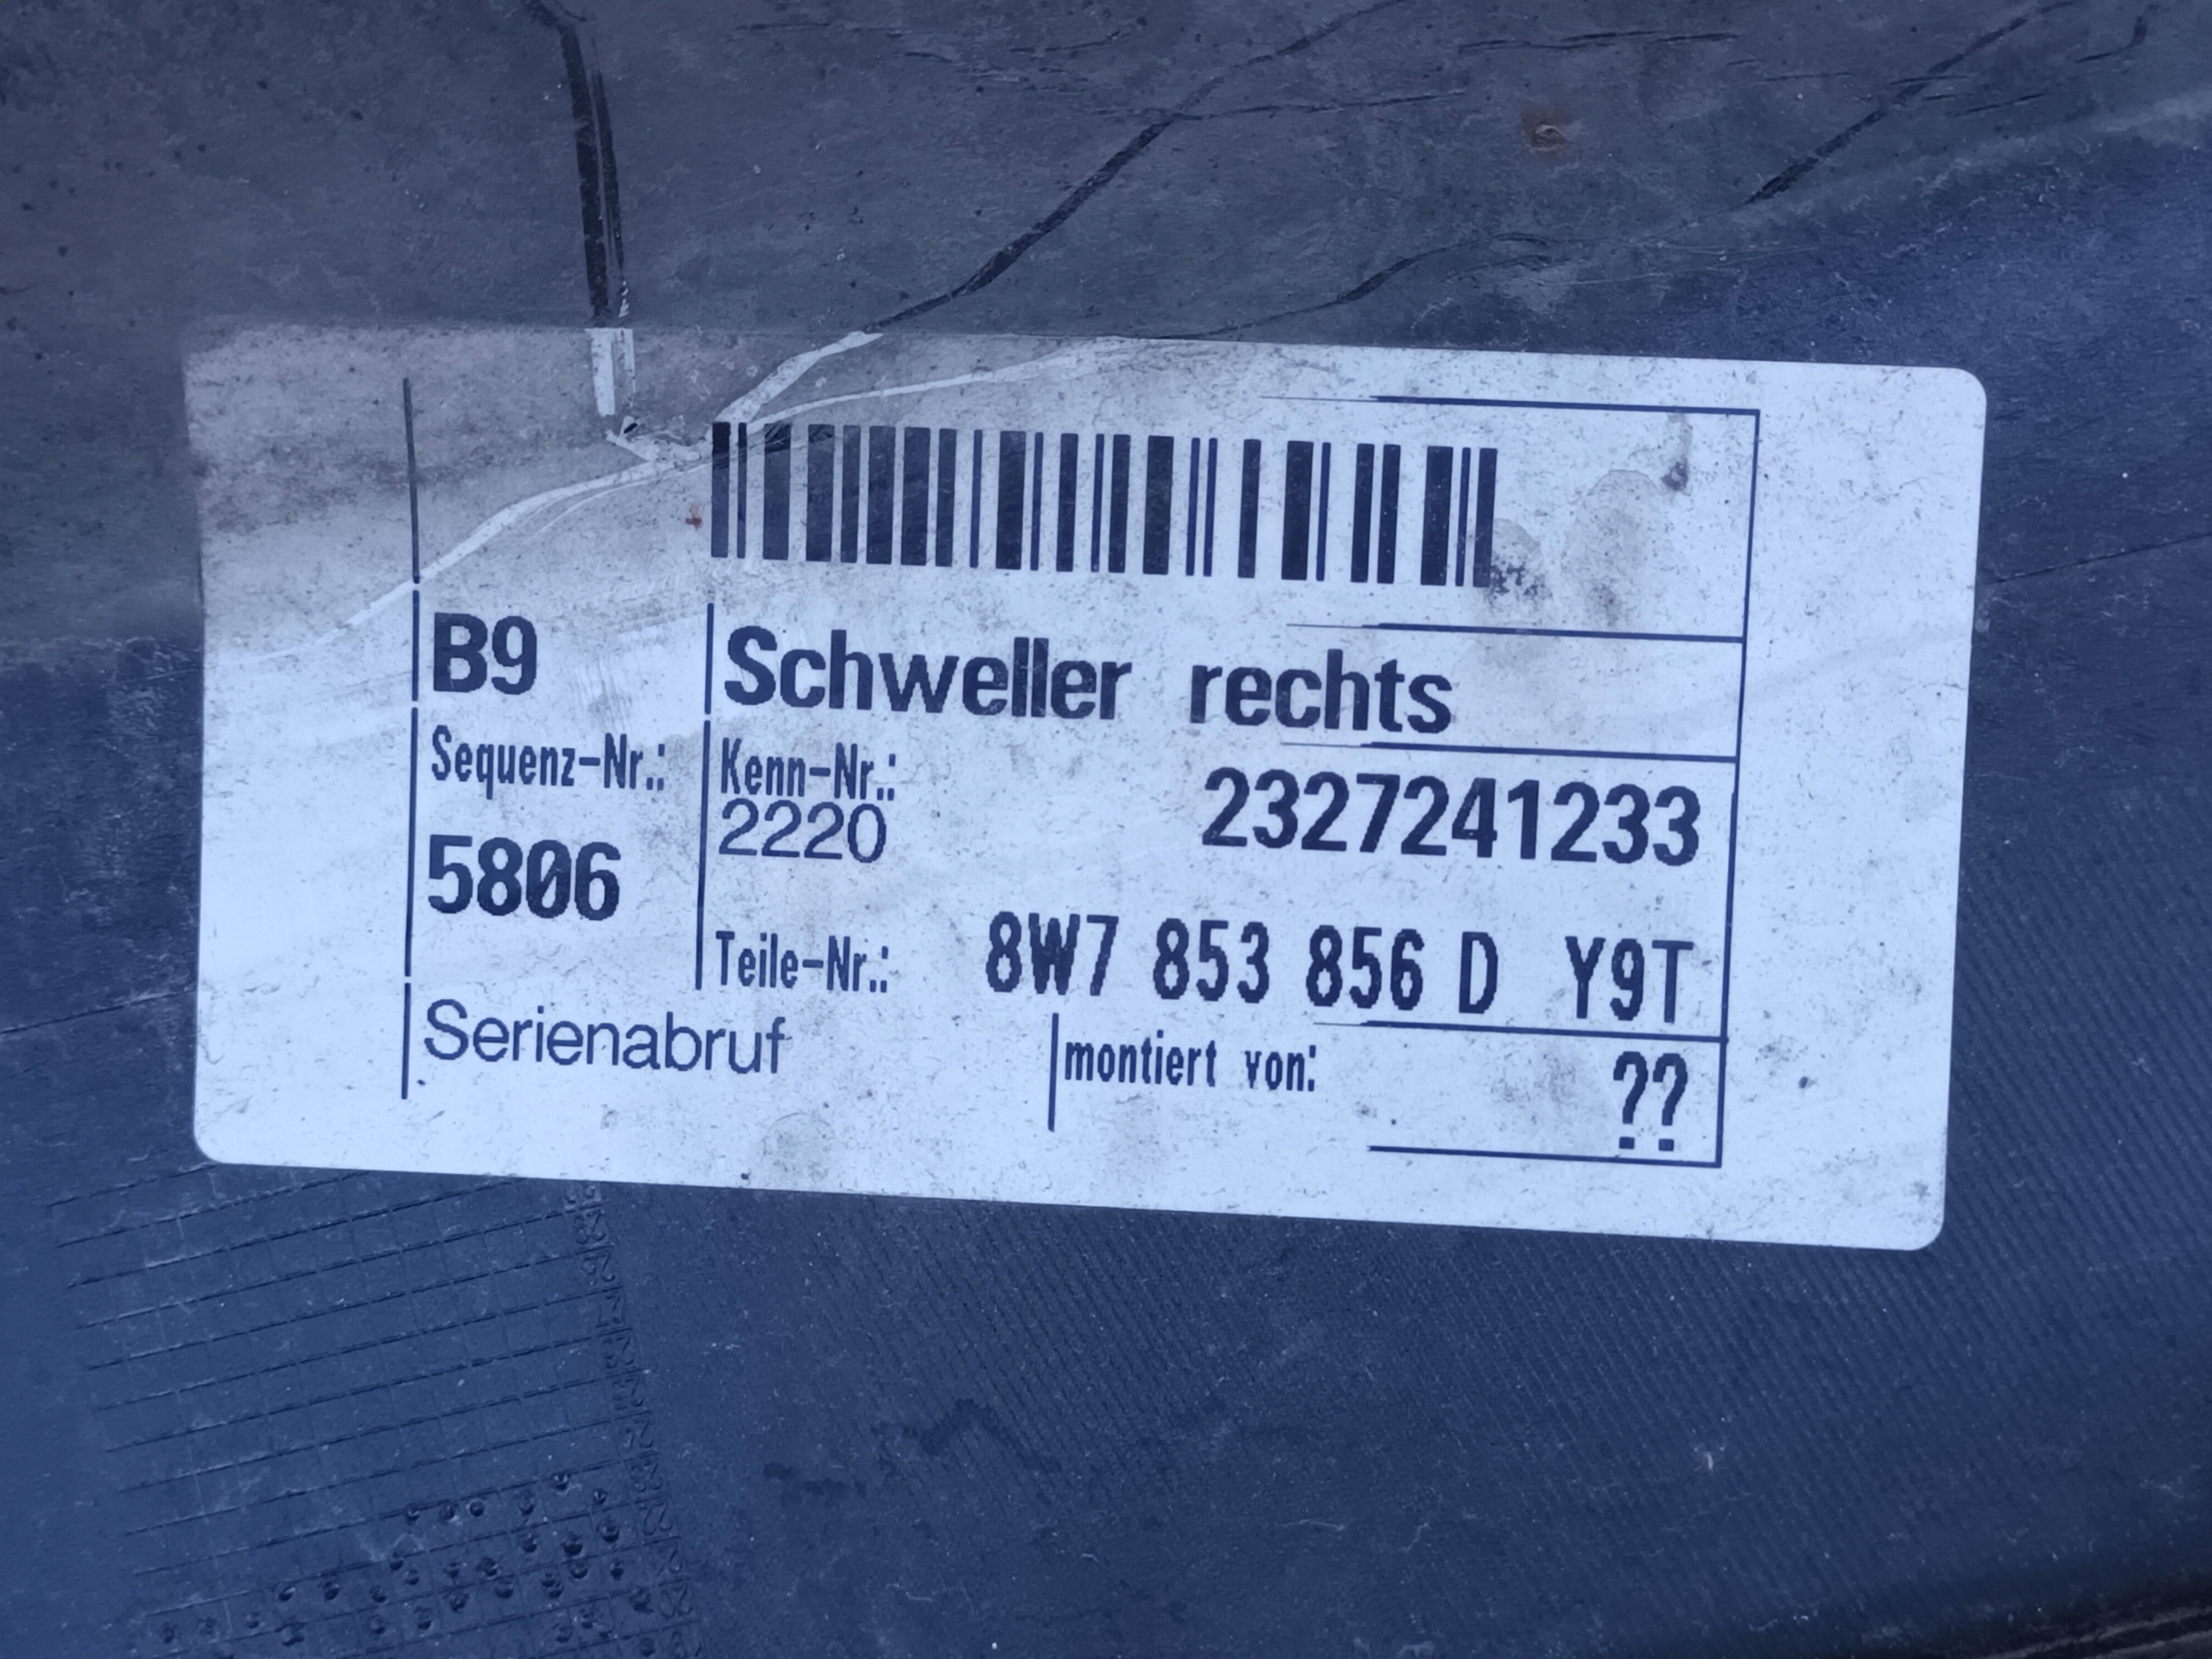 B9 Schweller rechts
Sequenz-Nr.: Kenn-Nr.: 2327241233
2220
5806
Teile-Nr.: 8W7 853 856 D Y9T
Serienabruf montiert von: ??